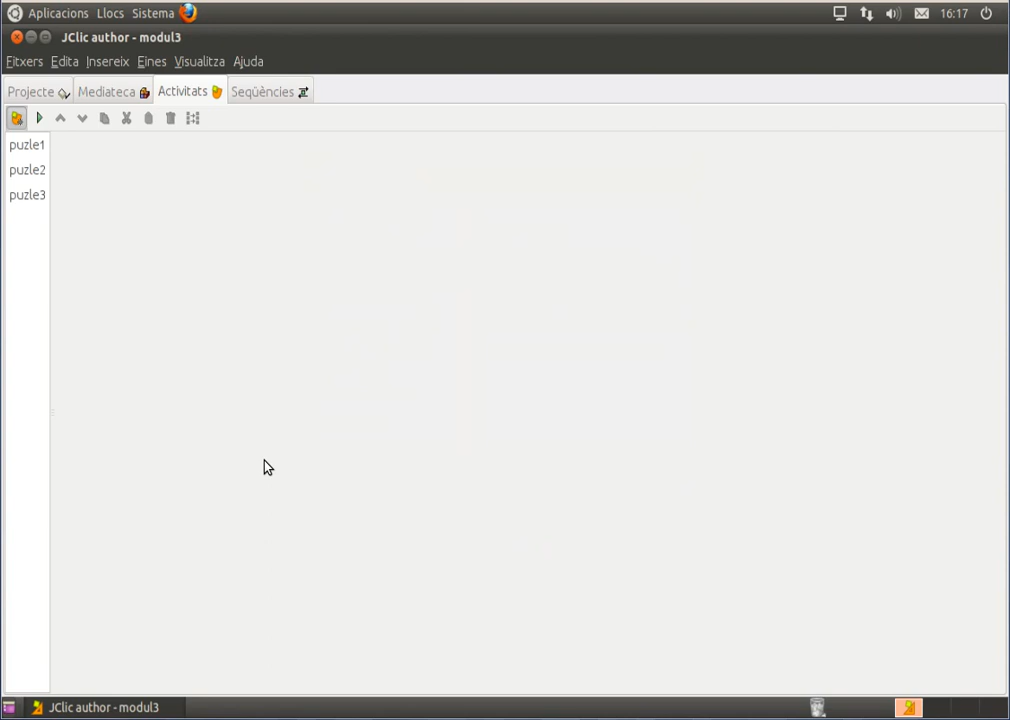 Aplicacions Llocs Sistema 16:17
JClic author - modul3
Fitxers Edita Insereix Eines Visualitza Ajuda
Projecte Mediateca Activitats Seqüències
puzle1
puzle2
puzle3
JClic author - modul3